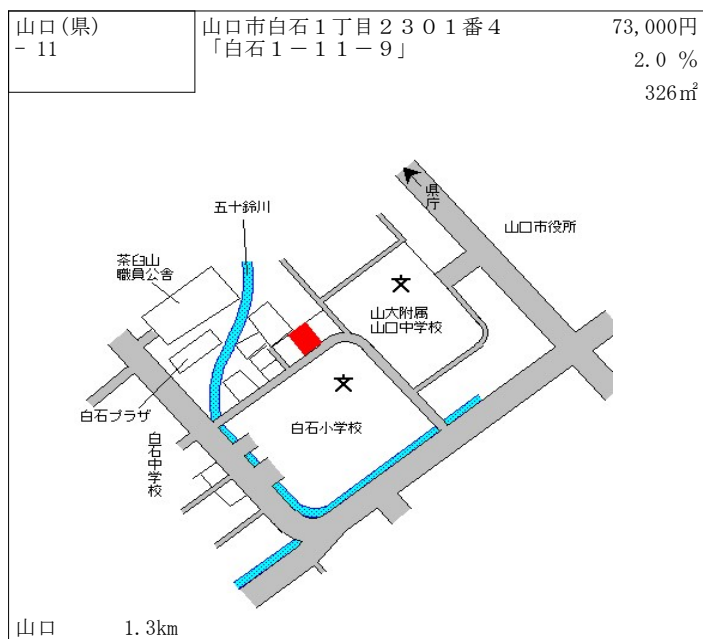 山口(県)
- 11
山口市白石１丁目２３０１番４
「白石１－１１－９」
73,000円
2.0 %
326㎡
県庁
五十鈴川
山口市役所
茶臼山
職員公舎
山大附属
山口中学校
文
文
白石プラザ
白石小学校
白石中学校
山口 1.3km